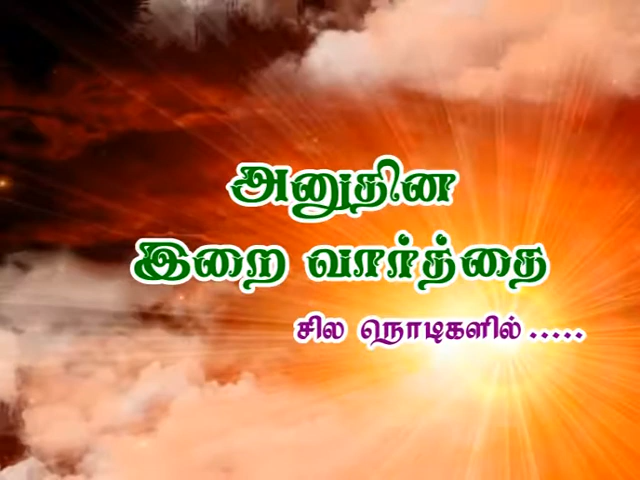 அனுதின
இறை வார்த்தை
சில நொடிகளில் .....